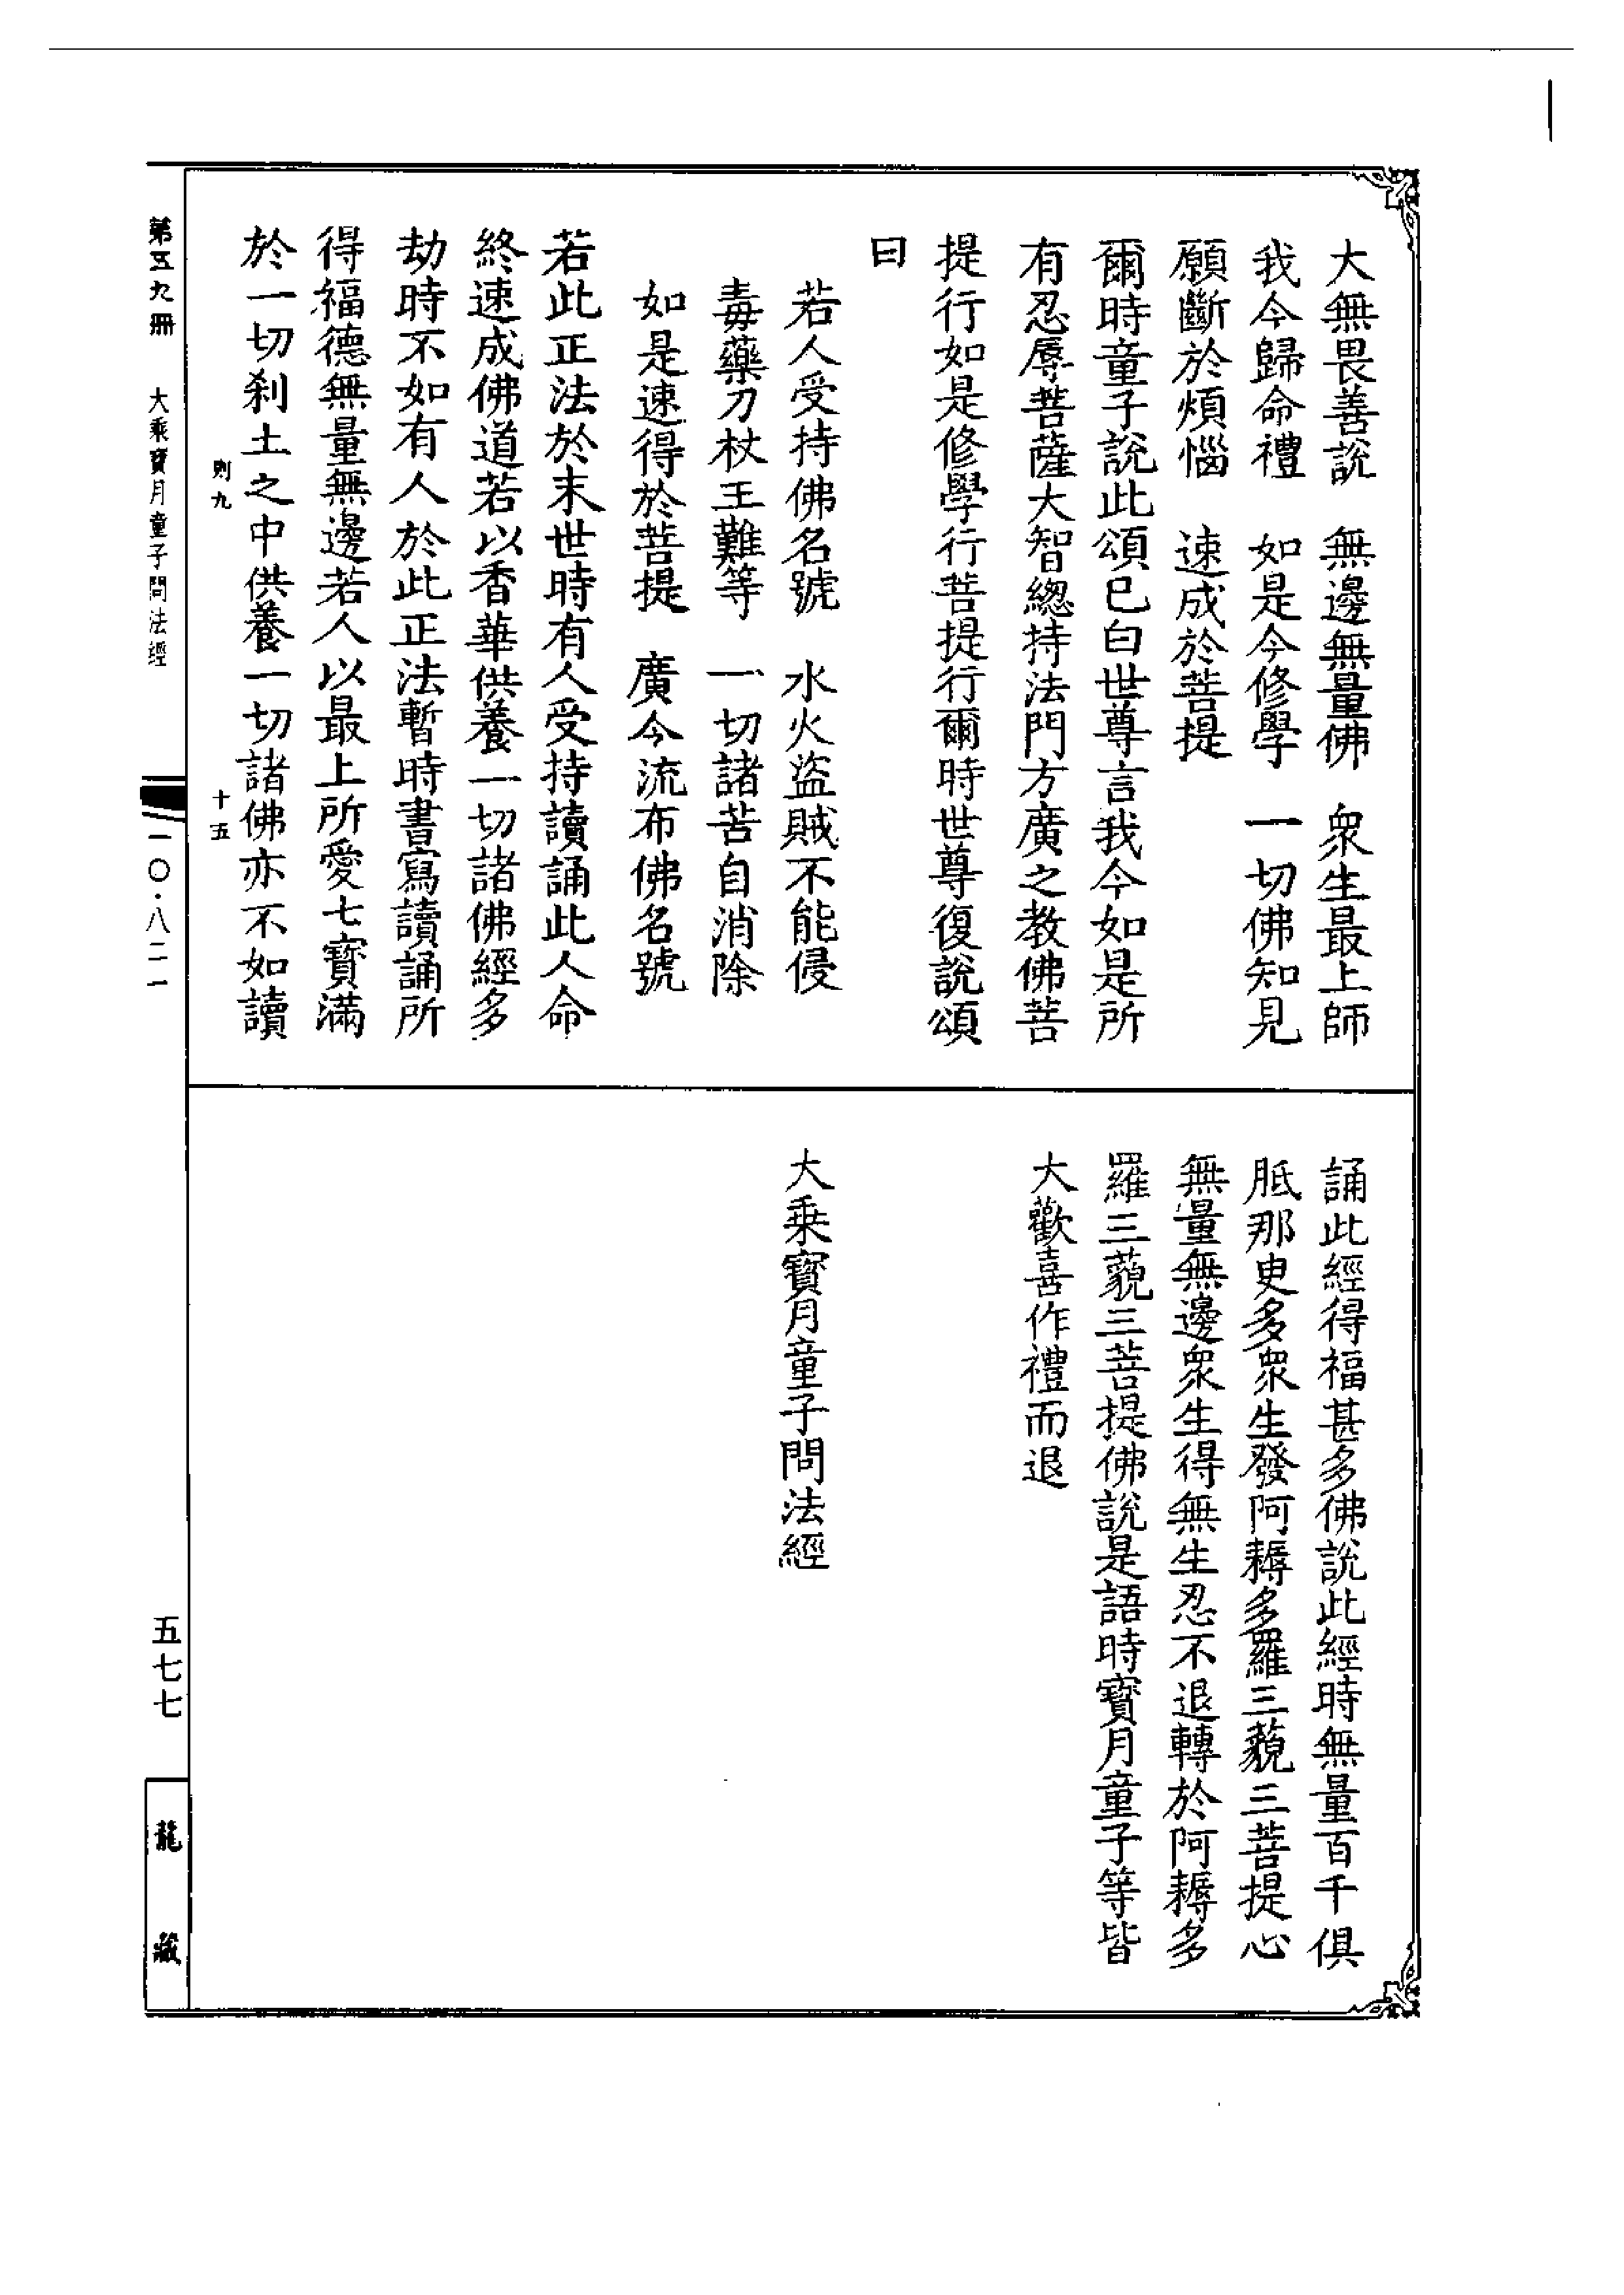 大無畏善說　無邊無量佛　衆生最上師
我今歸命禮　如是今修學　一切佛知見
願斷於煩惱　速成於菩提
爾時童子說此頌已白世尊言我今如是所
有忍辱菩薩大智緫持法門方廣之教佛菩
提行如是修學行菩提行爾時世尊復說頌
曰
若人受持佛名號　水火盜賊不能侵
毒藥刀杖王難等　一切諸苦自消除
如是速得於菩提　廣今流布佛名號
若此正法於末世時有人受持讀誦此人命
終速成佛道若以香華供養一切諸佛經多
劫時不如有人於此正法暫時書寫讀誦所
得福德無量無邊若人以最上所愛七寳滿
於一切剎土之中供養一切諸佛亦不如讀
則九
十五
誦此經得福甚多佛說此經時無量百千俱
胝那史多衆生發阿耨多羅三藐三菩提心
無量無邊衆生得無生忍不退轉於阿耨多
羅三藐三菩提佛說是語時寳月童子等皆
大歡喜作禮而退
大乘寳月童子問法經
第五九冊
大乘寶月童子問法經
一〇·八二一
五七七
龍藏